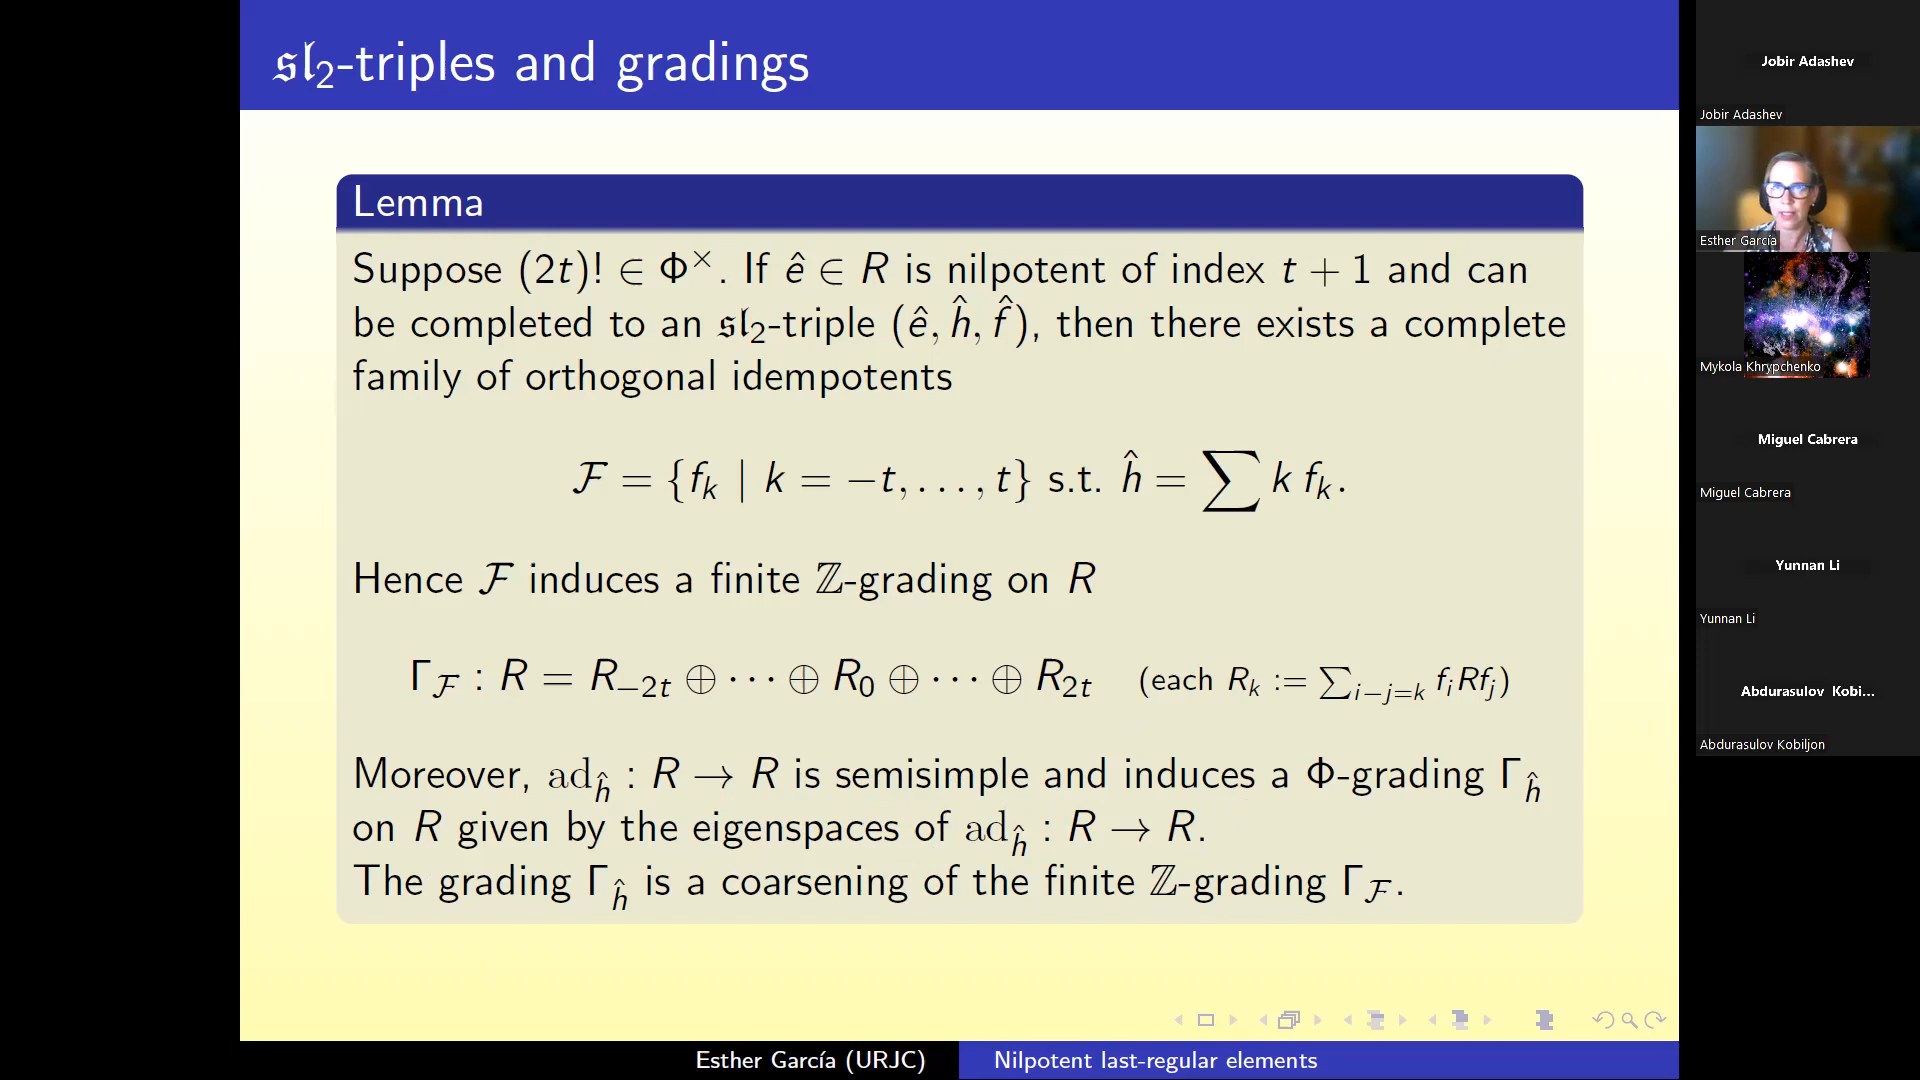 𝔰𝔩₂-triples and gradings
Lemma
Suppose (2t)! ∈ Φ^×. If ê ∈ R is nilpotent of index t + 1 and can
be completed to an 𝔰𝔩₂-triple (ê, ĥ, f̂), then there exists a complete
family of orthogonal idempotents
ℱ = {f_k | k = −t, . . . , t} s.t. ĥ = ∑ k f_k.
Hence ℱ induces a finite ℤ-grading on R
Γ_ℱ : R = R_{−2t} ⊕ · · · ⊕ R_0 ⊕ · · · ⊕ R_{2t} (each R_k := ∑_{i−j=k} f_i R f_j)
Moreover, ad_ĥ : R → R is semisimple and induces a Φ-grading Γ_ĥ
on R given by the eigenspaces of ad_ĥ : R → R.
The grading Γ_ĥ is a coarsening of the finite ℤ-grading Γ_ℱ.
Esther García (URJC)
Nilpotent last-regular elements
Jobir Adashev
Jobir Adashev
Esther García
Mykola Khrypchenko
Miguel Cabrera
Miguel Cabrera
Yunnan Li
Yunnan Li
Abdurasulov Kobi...
Abdurasulov Kobiljon